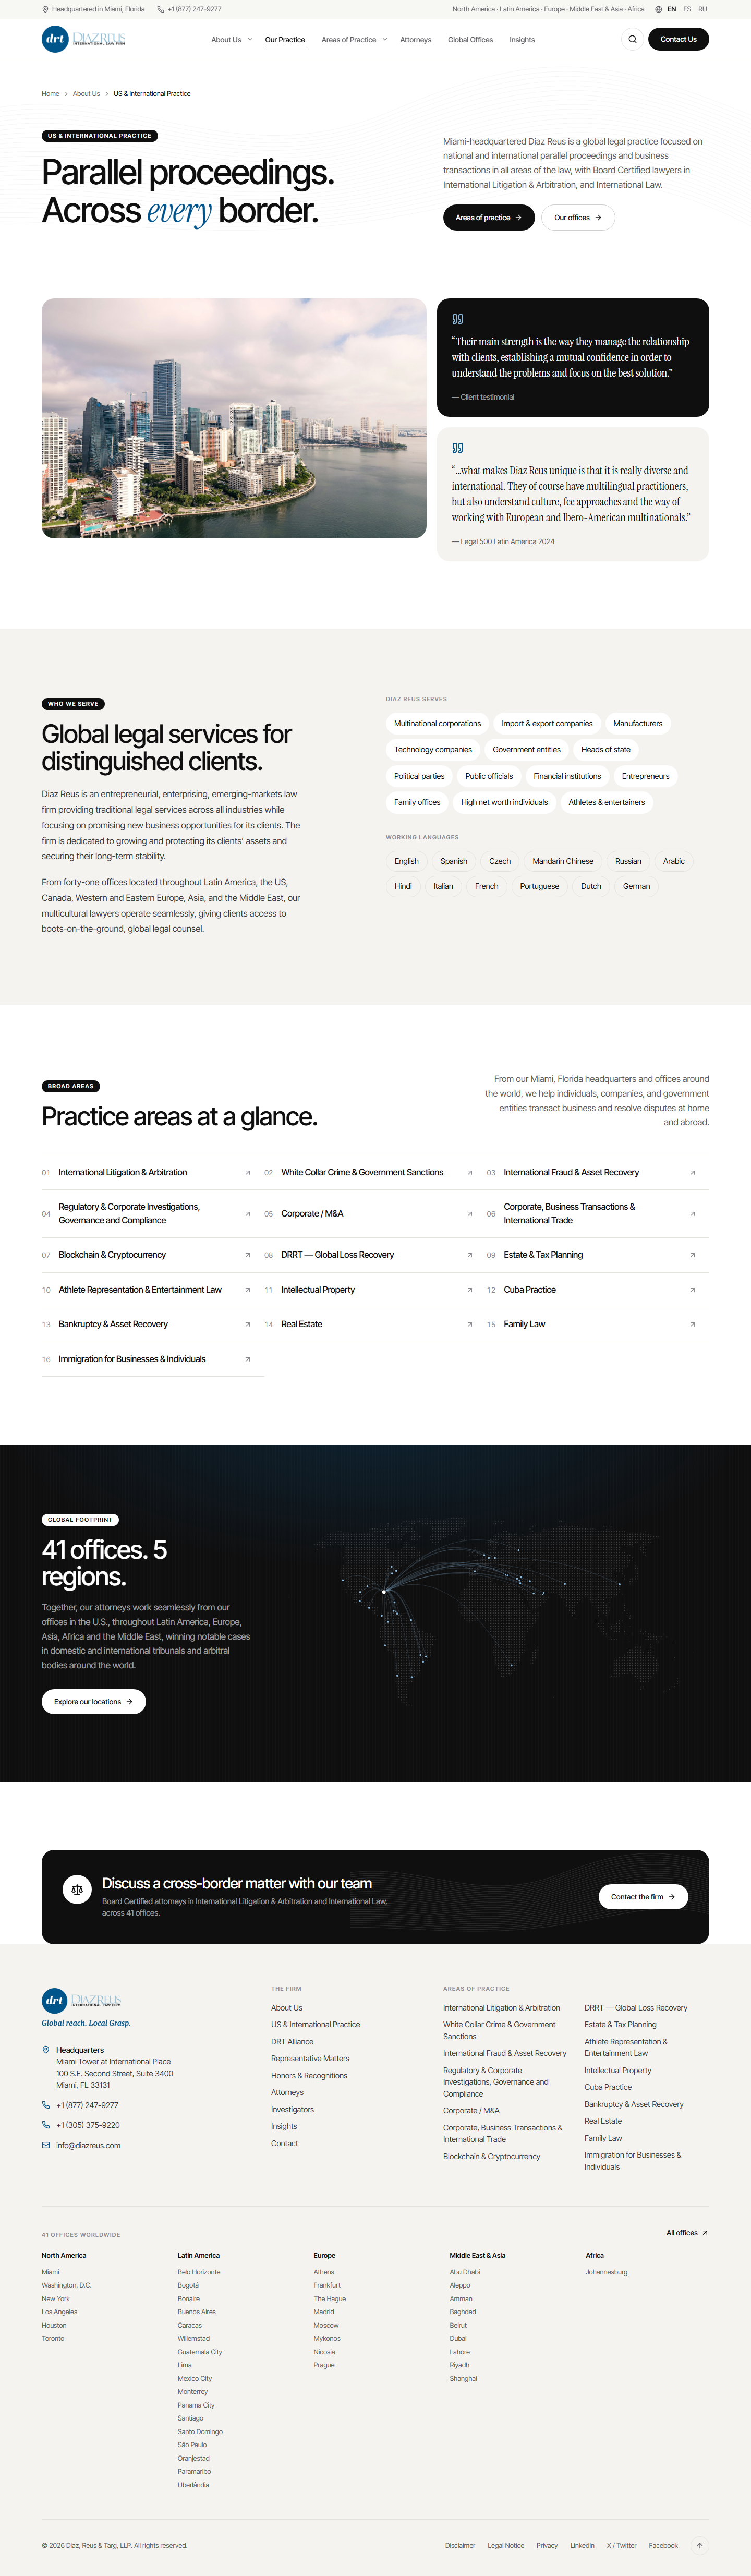 Headquartered in Miami, Florida +1 (877) 247-9277 North America · Latin America · Europe · Middle East & Asia · Africa EN ES RU
drt DIAZREUS
INTERNATIONAL LAW FIRM
About Us Our Practice Areas of Practice Attorneys Global Offices Insights Contact Us
Home > About Us > US & International Practice
US & INTERNATIONAL PRACTICE
Parallel proceedings.
Across every border.
Miami-headquartered Diaz Reus is a global legal practice focused on
national and international parallel proceedings and business
transactions in all areas of the law, with Board Certified lawyers in
International Litigation & Arbitration, and International Law.
Areas of practice → Our offices →
“Their main strength is the way they manage the relationship
with clients, establishing a mutual confidence in order to
understand the problems and focus on the best solution.”
— Client testimonial
“...what makes Diaz Reus unique is that it is really diverse and
international. They of course have multilingual practitioners,
but also understand culture, fee approaches and the way of
working with European and Ibero-American multinationals.”
— Legal 500 Latin America 2024
WHO WE SERVE
Global legal services for
distinguished clients.
Diaz Reus is an entrepreneurial, enterprising, emerging-markets law
firm providing traditional legal services across all industries while
focusing on promising new business opportunities for its clients. The
firm is dedicated to growing and protecting its clients' assets and
securing their long-term stability.
From forty-one offices located throughout Latin America, the US,
Canada, Western and Eastern Europe, Asia, and the Middle East, our
multicultural lawyers operate seamlessly, giving clients access to
boots-on-the-ground, global legal counsel.
DIAZ REUS SERVES
Multinational corporations Import & export companies Manufacturers
Technology companies Government entities Heads of state
Political parties Public officials Financial institutions Entrepreneurs
Family offices High net worth individuals Athletes & entertainers
WORKING LANGUAGES
English Spanish Czech Mandarin Chinese Russian Arabic
Hindi Italian French Portuguese Dutch German
BROAD AREAS
Practice areas at a glance.
From our Miami, Florida headquarters and offices around
the world, we help individuals, companies, and government
entities transact business and resolve disputes at home
and abroad.
01 International Litigation & Arbitration
02 White Collar Crime & Government Sanctions
03 International Fraud & Asset Recovery
04 Regulatory & Corporate Investigations,
Governance and Compliance
05 Corporate / M&A
06 Corporate, Business Transactions &
International Trade
07 Blockchain & Cryptocurrency
08 DRRT — Global Loss Recovery
09 Estate & Tax Planning
10 Athlete Representation & Entertainment Law
11 Intellectual Property
12 Cuba Practice
13 Bankruptcy & Asset Recovery
14 Real Estate
15 Family Law
16 Immigration for Businesses & Individuals
GLOBAL FOOTPRINT
41 offices. 5
regions.
Together, our attorneys work seamlessly from our
offices in the U.S., throughout Latin America, Europe,
Asia, Africa and the Middle East, winning notable cases
in domestic and international tribunals and arbitral
bodies around the world.
Explore our locations →
Discuss a cross-border matter with our team
Board Certified attorneys in International Litigation & Arbitration and International Law,
across 41 offices.
Contact the firm →
drt DIAZREUS
INTERNATIONAL LAW FIRM
Global reach. Local Grasp.
Headquarters
Miami Tower at International Place
100 S.E. Second Street, Suite 3400
Miami, FL 33131
+1 (877) 247-9277
+1 (305) 375-9220
info@diazreus.com
THE FIRM
About Us
US & International Practice
DRT Alliance
Representative Matters
Honors & Recognitions
Attorneys
Investigators
Insights
Contact
AREAS OF PRACTICE
International Litigation & Arbitration
White Collar Crime & Government
Sanctions
International Fraud & Asset Recovery
Regulatory & Corporate
Investigations, Governance and
Compliance
Corporate / M&A
Corporate, Business Transactions &
International Trade
Blockchain & Cryptocurrency
DRRT — Global Loss Recovery
Estate & Tax Planning
Athlete Representation &
Entertainment Law
Intellectual Property
Cuba Practice
Bankruptcy & Asset Recovery
Real Estate
Family Law
Immigration for Businesses &
Individuals
41 OFFICES WORLDWIDE
All offices
North America
Miami
Washington, D.C.
New York
Los Angeles
Houston
Toronto
Latin America
Belo Horizonte
Bogotá
Bonaire
Buenos Aires
Caracas
Willemstad
Guatemala City
Lima
Mexico City
Monterrey
Panama City
Santiago
Santo Domingo
São Paulo
Oranjestad
Paramaribo
Uberlândia
Europe
Athens
Frankfurt
The Hague
Madrid
Moscow
Mykonos
Nicosia
Prague
Middle East & Asia
Abu Dhabi
Aleppo
Amman
Baghdad
Beirut
Dubai
Lahore
Riyadh
Shanghai
Africa
Johannesburg
© 2026 Diaz, Reus & Targ, LLP. All rights reserved.
Disclaimer Legal Notice Privacy LinkedIn X / Twitter Facebook